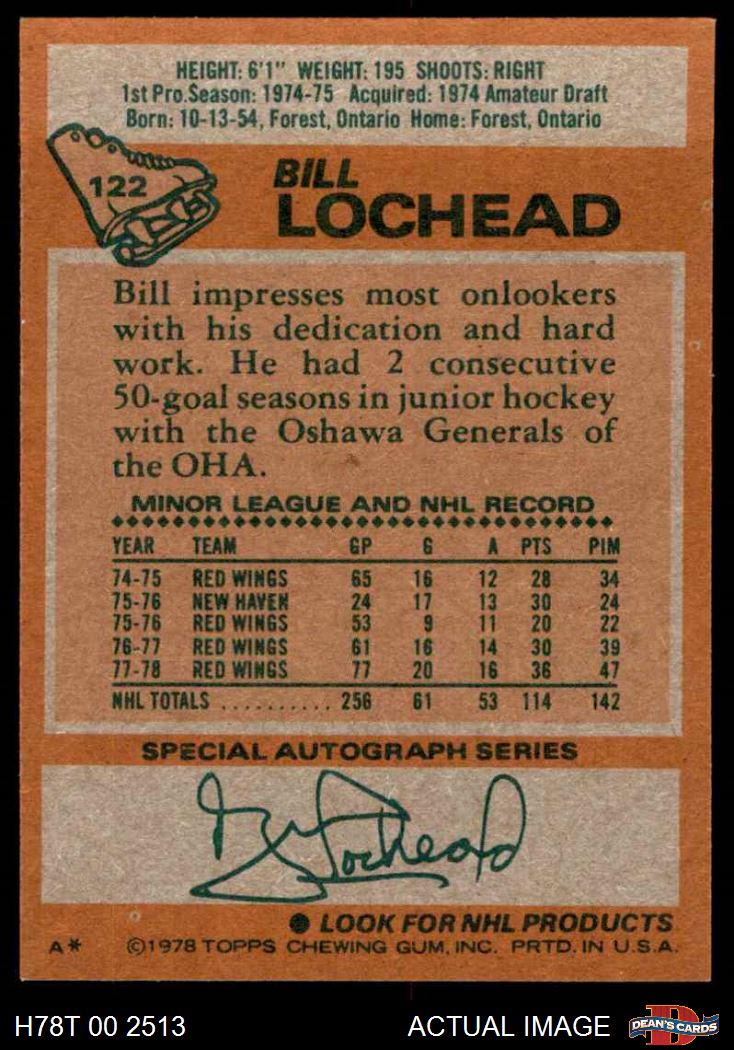 HEIGHT: 6'1" WEIGHT: 195 SHOOTS: RIGHT
1st Pro.Season: 1974-75 Acquired: 1974 Amateur Draft
Born: 10-13-54, Forest, Ontario Home: Forest, Ontario
122
BILL
LOCHEAD
Bill impresses most onlookers
with his dedication and hard
work. He had 2 consecutive
50-goal seasons in junior hockey
with the Oshawa Generals of
the OHA.
MINOR LEAGUE AND NHL RECORD
YEAR TEAM GP G A PTS PIM
74-75 RED WINGS 65 16 12 28 34
75-76 NEW HAVEN 24 17 13 30 24
75-76 RED WINGS 53 9 11 20 22
76-77 RED WINGS 61 16 14 30 39
77-78 RED WINGS 77 20 16 36 47
NHL TOTALS .......... 256 61 53 114 142
SPECIAL AUTOGRAPH SERIES
Bill Lochead
● LOOK FOR NHL PRODUCTS
A* ©1978 TOPPS CHEWING GUM, INC. PRTD. IN U.S.A.
H78T 00 2513 ACTUAL IMAGE DEAN'S CARDS